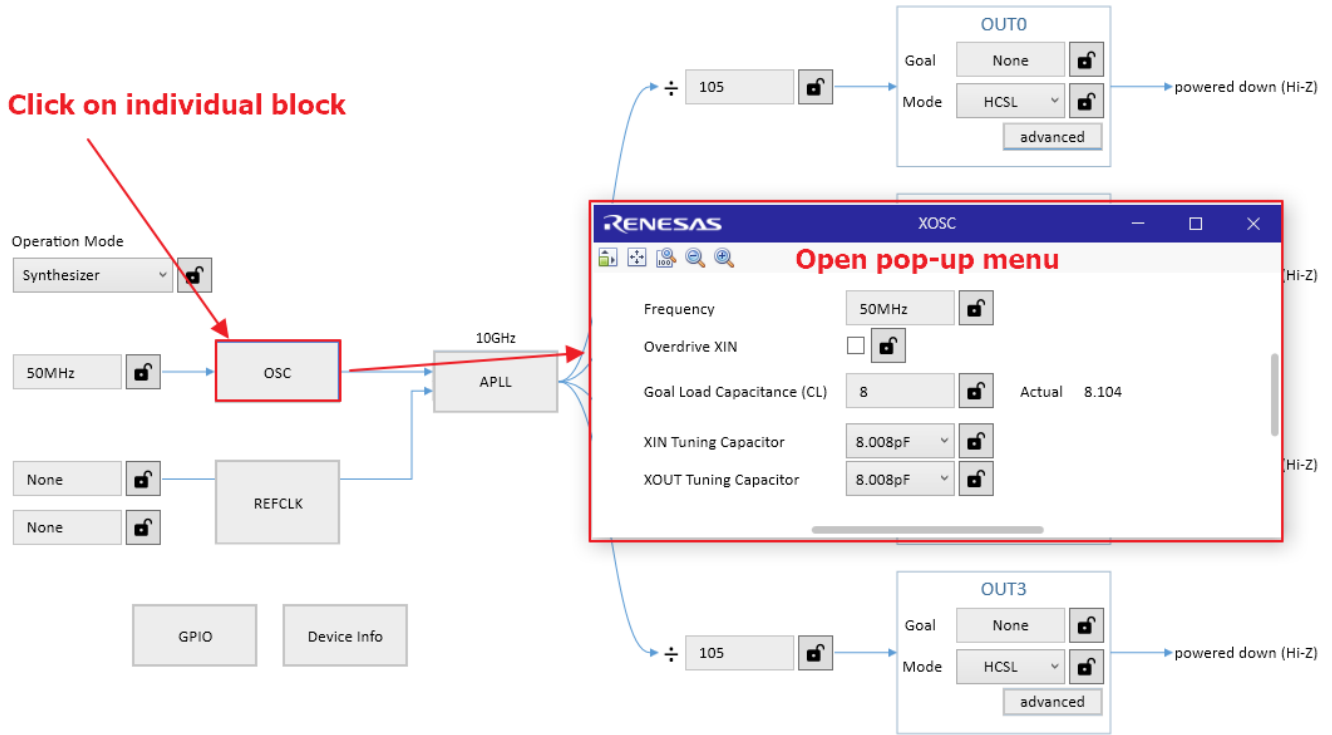 OUT0
Goal None
÷ 105
powered down (Hi-Z)
Mode HCSL
advanced
Click on individual block
RENESAS XOSC
Open pop-up menu
Operation Mode
Synthesizer
(Hi-Z)
Frequency 50MHz
Overdrive XIN
10GHz
50MHz
OSC
APLL
Goal Load Capacitance (CL) 8 Actual 8.104
XIN Tuning Capacitor 8.008pF
(Hi-Z)
XOUT Tuning Capacitor 8.008pF
None
REFCLK
None
OUT3
Goal None
GPIO
Device Info
÷ 105
powered down (Hi-Z)
Mode HCSL
advanced